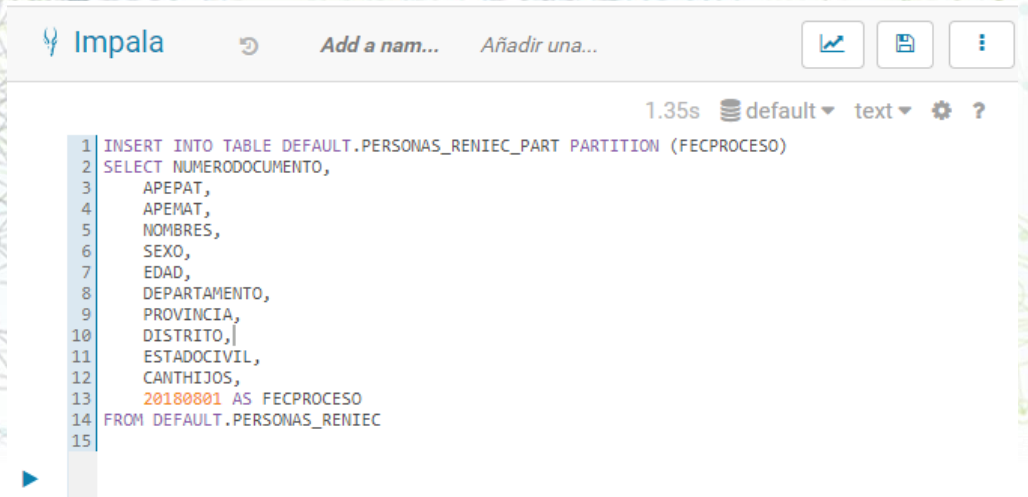 Impala Add a nam... Añadir una...
1.35s default text ?
1 INSERT INTO TABLE DEFAULT.PERSONAS_RENIEC_PART PARTITION (FECPROCESO)
2 SELECT NUMERODOCUMENTO,
3 APEPAT,
4 APEMAT,
5 NOMBRES,
6 SEXO,
7 EDAD,
8 DEPARTAMENTO,
9 PROVINCIA,
10 DISTRITO,
11 ESTADOCIVIL,
12 CANTHIJOS,
13 20180801 AS FECPROCESO
14 FROM DEFAULT.PERSONAS_RENIEC
15